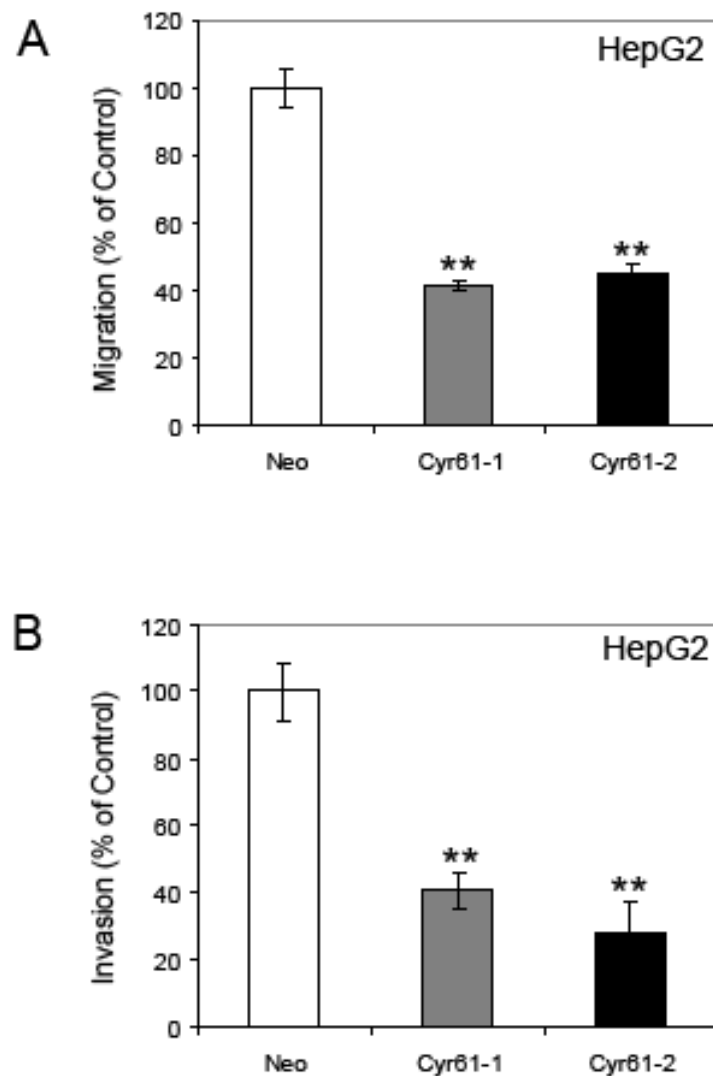 A
HepG2
Migration (% of Control)
120
100
80
60
40
20
0
**
**
Neo
Cyr61-1
Cyr61-2
B
HepG2
Invasion (% of Control)
120
100
80
60
40
20
0
**
**
Neo
Cyr61-1
Cyr61-2